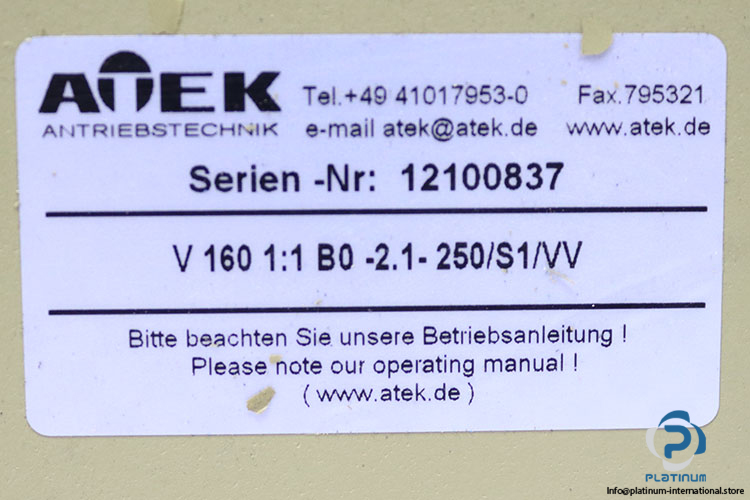 ATEK
ANTRIEBSTECHNIK
Tel.+49 41017953-0 Fax.795321
e-mail atek@atek.de www.atek.de
Serien -Nr: 12100837
V 160 1:1 B0 -2.1- 250/S1/VV
Bitte beachten Sie unsere Betriebsanleitung !
Please note our operating manual !
( www.atek.de )
PLATINUM
Info@platinum-international.store